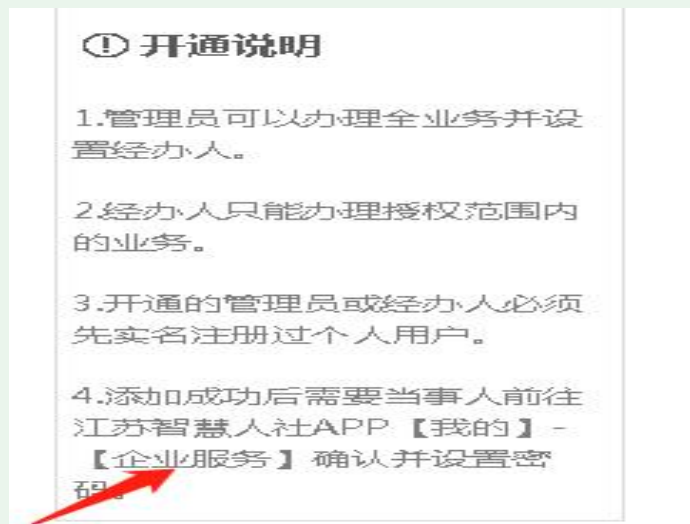 ① 开通说明
1.管理员可以办理全业务并设
置经办人。
2.经办人只能办理授权范围内
的业务。
3.开通的管理员或经办人必须
先实名注册过个人用户。
4.添加成功后需要当事人前往
江苏智慧人社APP【我的】-
【企业服务】确认并设置密
码。